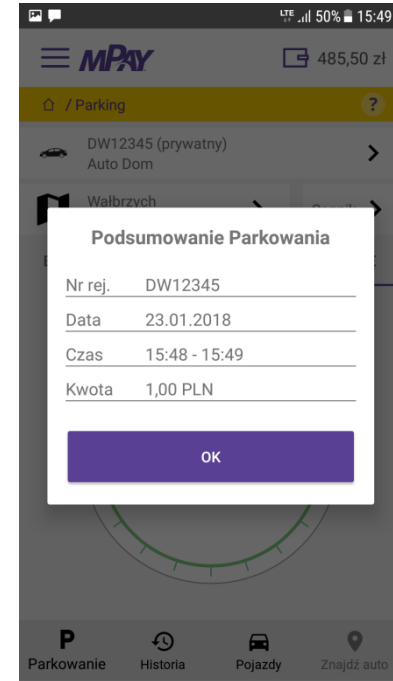 LTE 50% 15:49
mPAY 485,50 zł
/ Parking ?
DW12345 (prywatny)
Auto Dom
Wałbrzych
Podsumowanie Parkowania
Nr rej. DW12345
Data 23.01.2018
Czas 15:48 - 15:49
Kwota 1,00 PLN
OK
P
Parkowanie Historia Pojazdy Znajdź auto